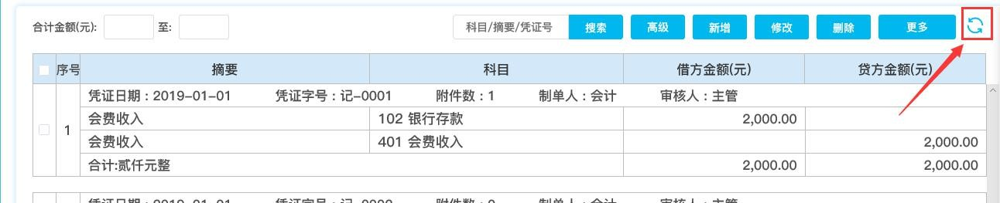 合计金额(元): 至: 科目/摘要/凭证号 搜索 高级 新增 修改 删除 更多
序号 摘要 科目 借方金额(元) 贷方金额(元)
凭证日期：2019-01-01 凭证字号：记-0001 附件数：1 制单人：会计 审核人：主管
会费收入 102 银行存款 2,000.00
1
会费收入 401 会费收入 2,000.00
合计:贰仟元整 2,000.00 2,000.00
凭证日期：2019-01-01 凭证字号：记-0000 附件数：0 制单人：会计 审核人：主管